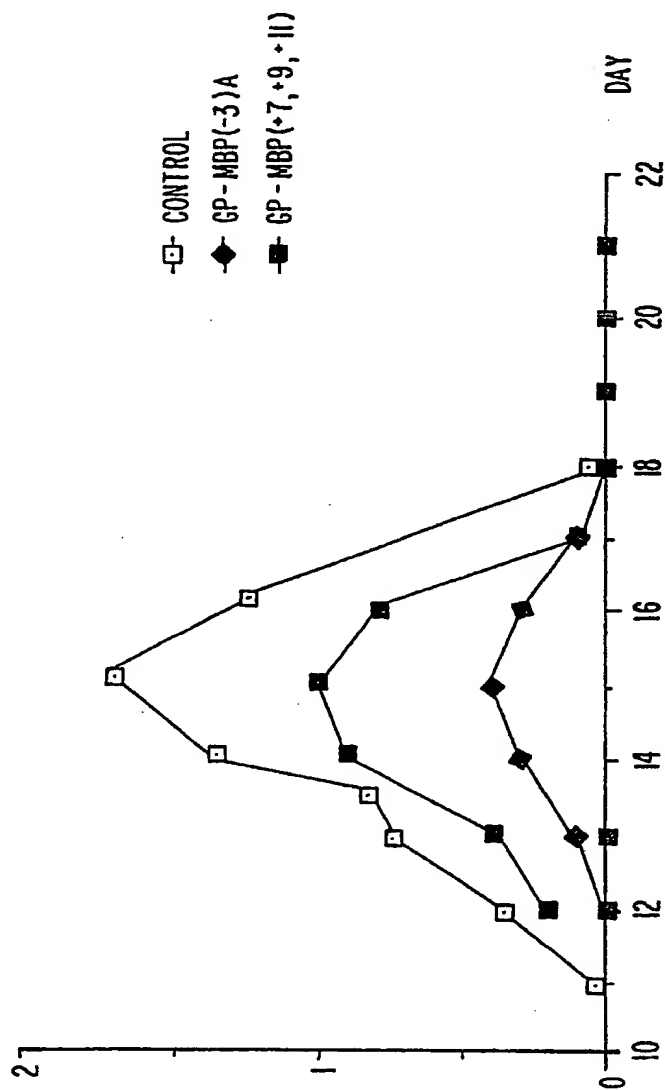 2
1
0
10
12
14
16
18
20
22
DAY
CONTROL
GP-MBP(-3)A
GP-MBP(+7,+9,+11)